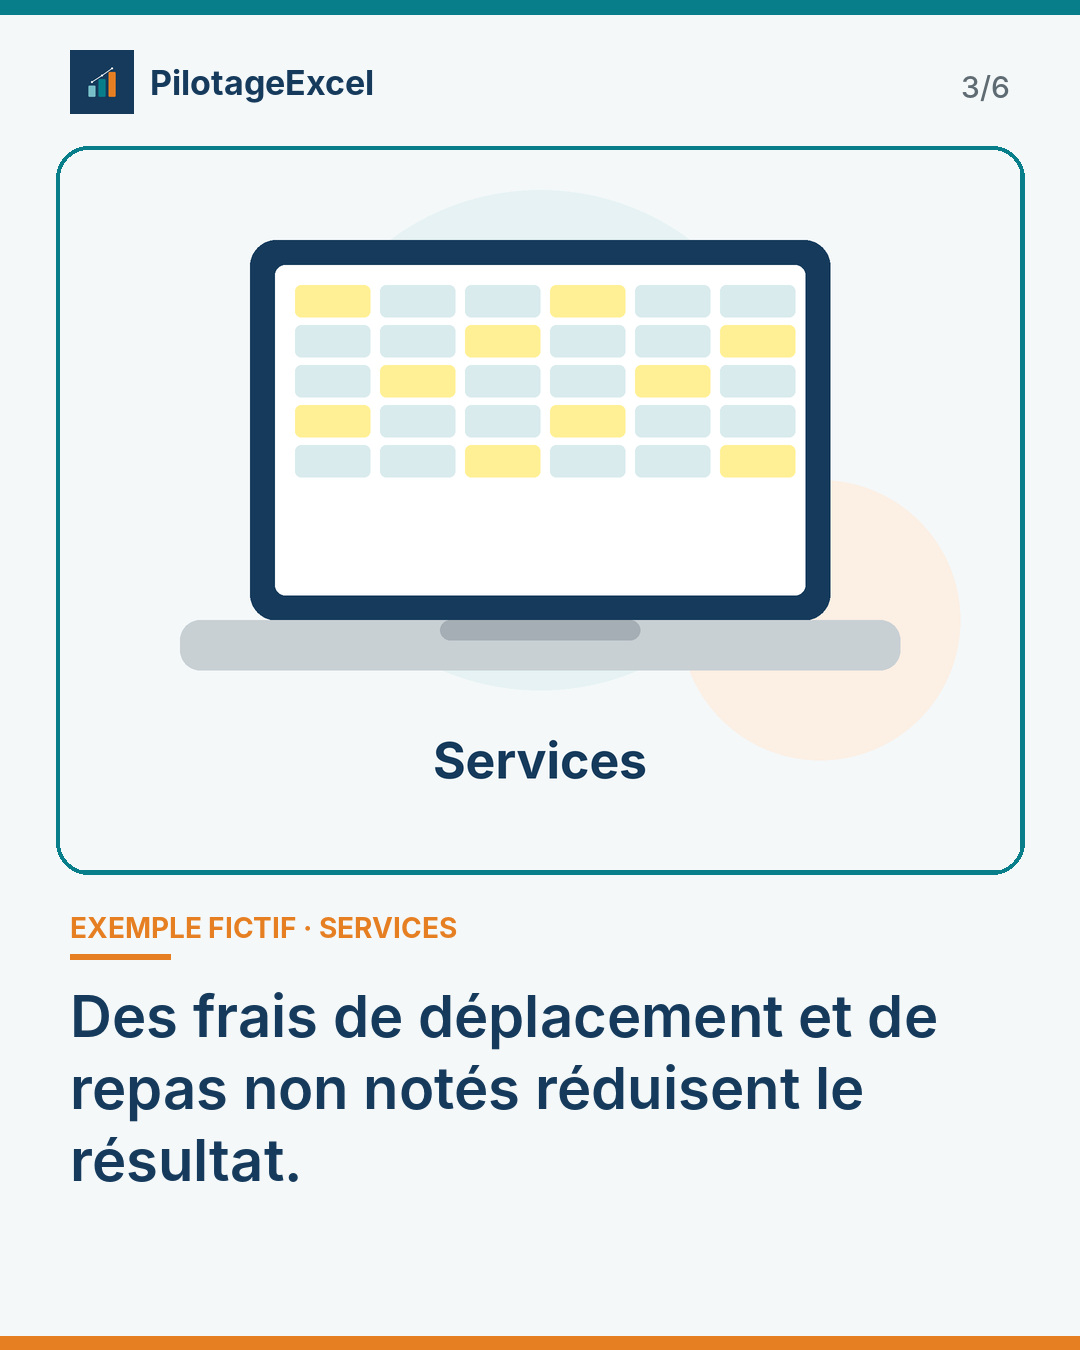 PilotageExcel
3/6
Services
EXEMPLE FICTIF · SERVICES
Des frais de déplacement et de
repas non notés réduisent le
résultat.